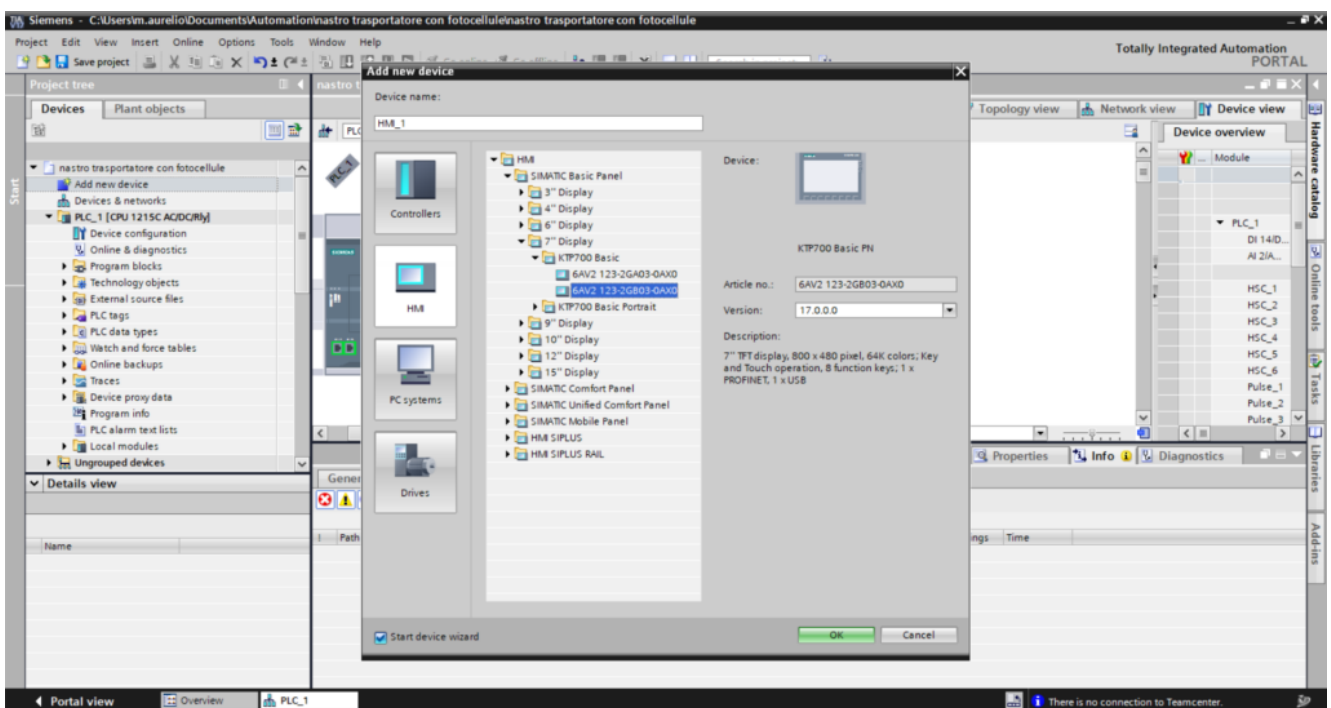 Siemens - C:\Users\m.aurelio\Documents\Automation\nastro trasportatore con fotocellule\nastro trasportatore con fotocellule
Project Edit View Insert Online Options Tools Window Help
Totally Integrated Automation
PORTAL
Save project
Project tree
Devices Plant objects
nastro trasportatore con fotocellule
Add new device
Devices & networks
PLC_1 [CPU 1215C AC/DC/Rly]
Device configuration
Online & diagnostics
Program blocks
Technology objects
External source files
PLC tags
PLC data types
Watch and force tables
Online backups
Traces
Device proxy data
Program info
PLC alarm text lists
Local modules
Ungrouped devices
Details view
Name
nastro t
PLC_1
SIEMENS
Gener
! Path
Add new device
Device name:
HMI_1
Controllers
HMI
PC systems
Drives
HMI
SIMATIC Basic Panel
3" Display
4" Display
6" Display
7" Display
KTP700 Basic
6AV2 123-2GA03-0AX0
6AV2 123-2GB03-0AX0
KTP700 Basic Portrait
9" Display
10" Display
12" Display
15" Display
SIMATIC Comfort Panel
SIMATIC Unified Comfort Panel
SIMATIC Mobile Panel
HMI SIPLUS
HMI SIPLUS RAIL
Device:
KTP700 Basic PN
Article no.: 6AV2 123-2GB03-0AX0
Version: 17.0.0.0
Description:
7" TFT display, 800 x 480 pixel, 64K colors; Key
and Touch operation, 8 function keys; 1 x
PROFINET, 1 x USB
Start device wizard
OK Cancel
Topology view Network view Device view
Device overview
... Module
PLC_1
DI 14/D...
AI 2/A...
HSC_1
HSC_2
HSC_3
HSC_4
HSC_5
HSC_6
Pulse_1
Pulse_2
Pulse_3
Properties Info Diagnostics
ngs Time
Start
Hardware catalog
Online tools
Tasks
Libraries
Add-ins
Portal view Overview PLC_1
There is no connection to Teamcenter.